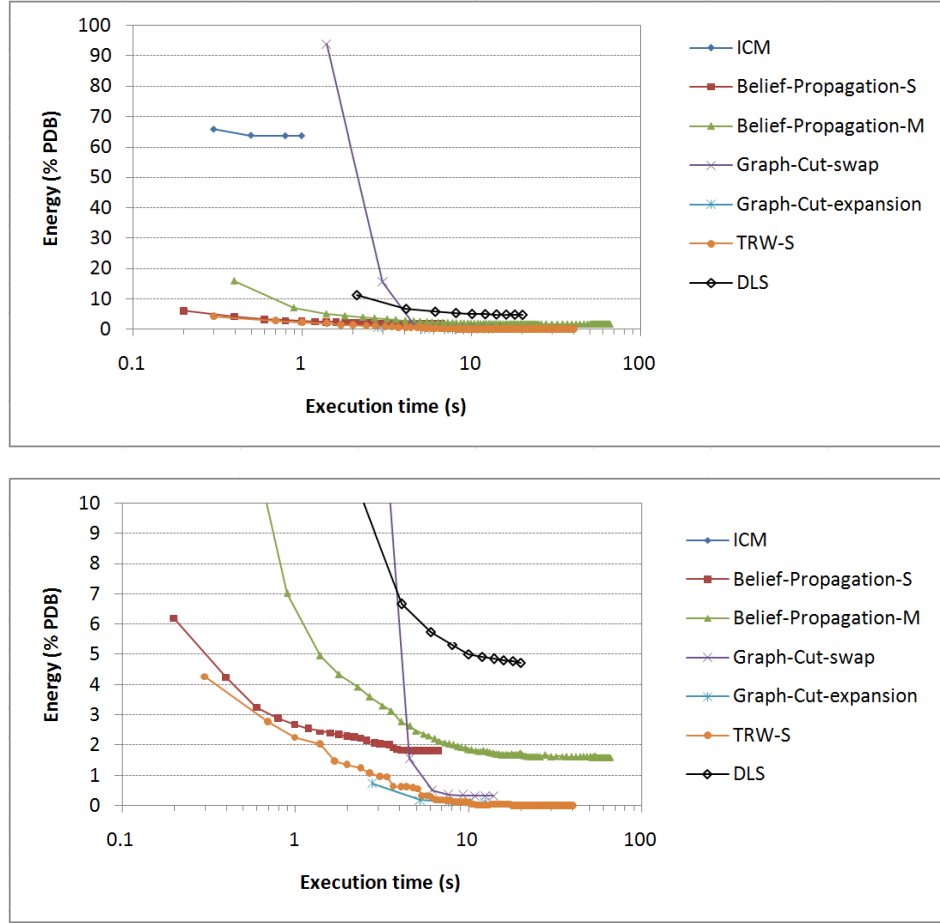 100
90
80
70
60
50
40
30
20
10
0
Energy (% PDB)
0.1
1
10
100
Execution time (s)
ICM
Belief-Propagation-S
Belief-Propagation-M
Graph-Cut-swap
Graph-Cut-expansion
TRW-S
DLS
10
9
8
7
6
5
4
3
2
1
0
Energy (% PDB)
0.1
1
10
100
Execution time (s)
ICM
Belief-Propagation-S
Belief-Propagation-M
Graph-Cut-swap
Graph-Cut-expansion
TRW-S
DLS